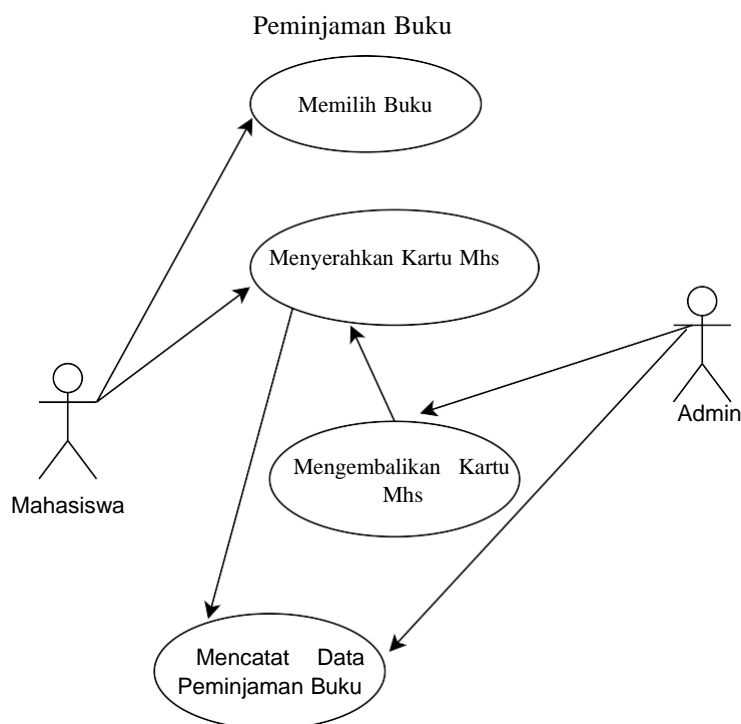 Peminjaman Buku
Memilih Buku
Menyerahkan Kartu Mhs
Admin
Mengembalikan Kartu
Mhs
Mahasiswa
Mencatat Data
Peminjaman Buku